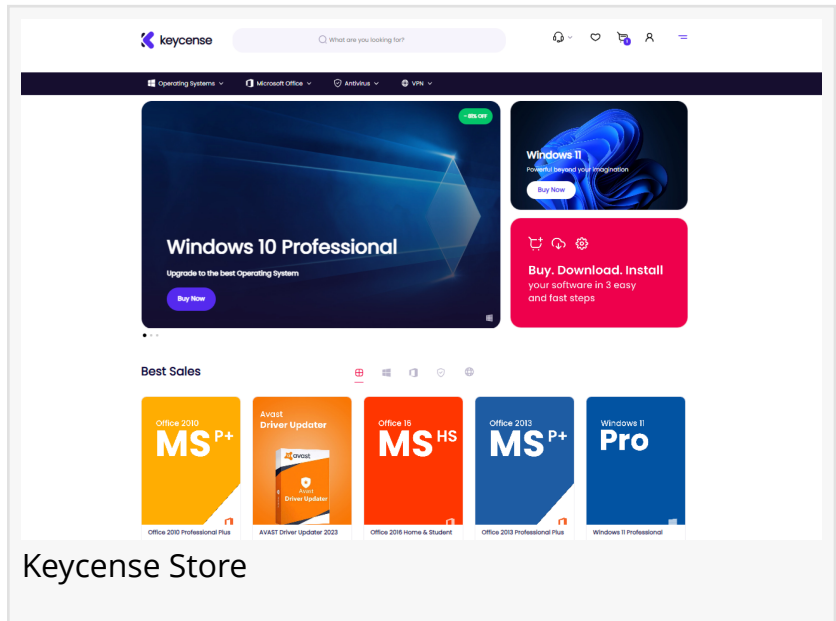 keycense
What are you looking for?
1
Operating Systems
Microsoft Office
Antivirus
VPN
OFF
Windows 10 Professional
Upgrade to the best Operating System
Buy Now
Windows 11
Powerful beyond your imagination
Buy Now
Buy. Download. Install
your software in 3 easy
and fast steps
Best Sales
Office 2010
MS P+
Office 2010 Professional Plus
Avast
Driver Updater
avast
Avast
Driver Updater
AVAST Driver Updater 2023
Office 16
MS HS
Office 2016 Home & Student
Office 2013
MS P+
Office 2013 Professional Plus
Windows 11
Pro
Windows 11 Professional
Keycense Store